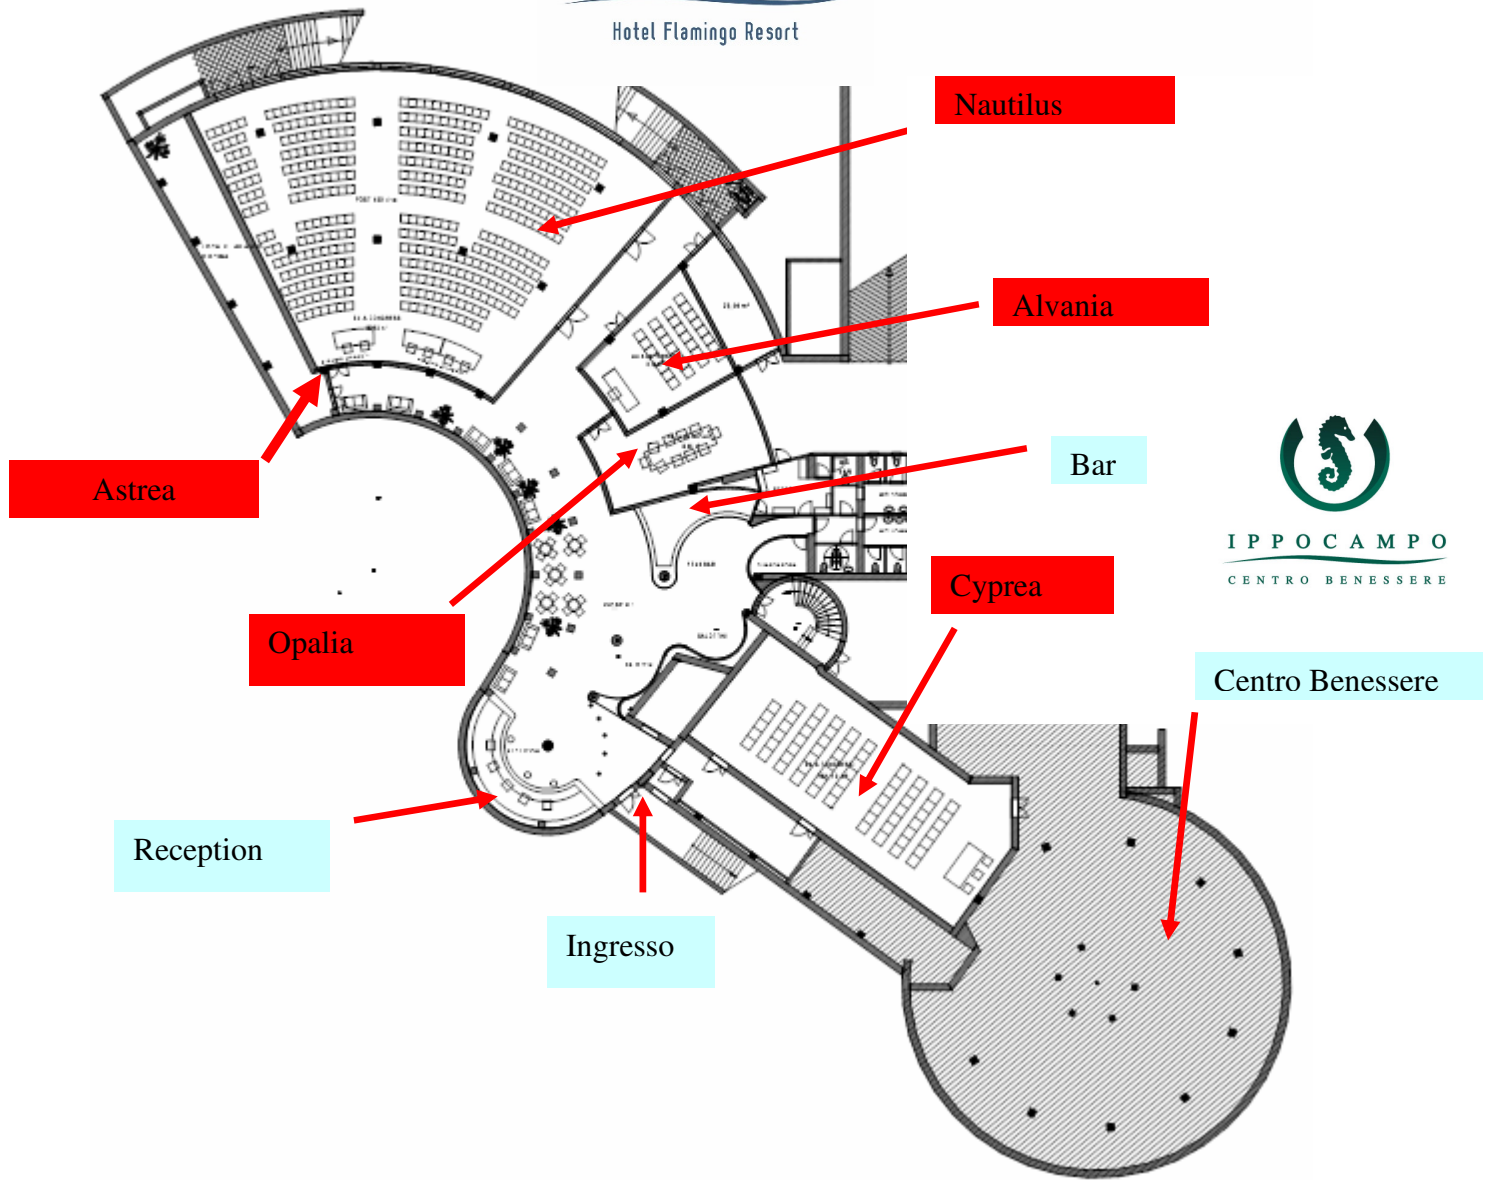 Hotel Flamingo Resort
Nautilus
Alvania
Astrea
Bar
IPPOCAMPO
CENTRO BENESSERE
Cyprea
Opalia
Centro Benessere
Reception
Ingresso